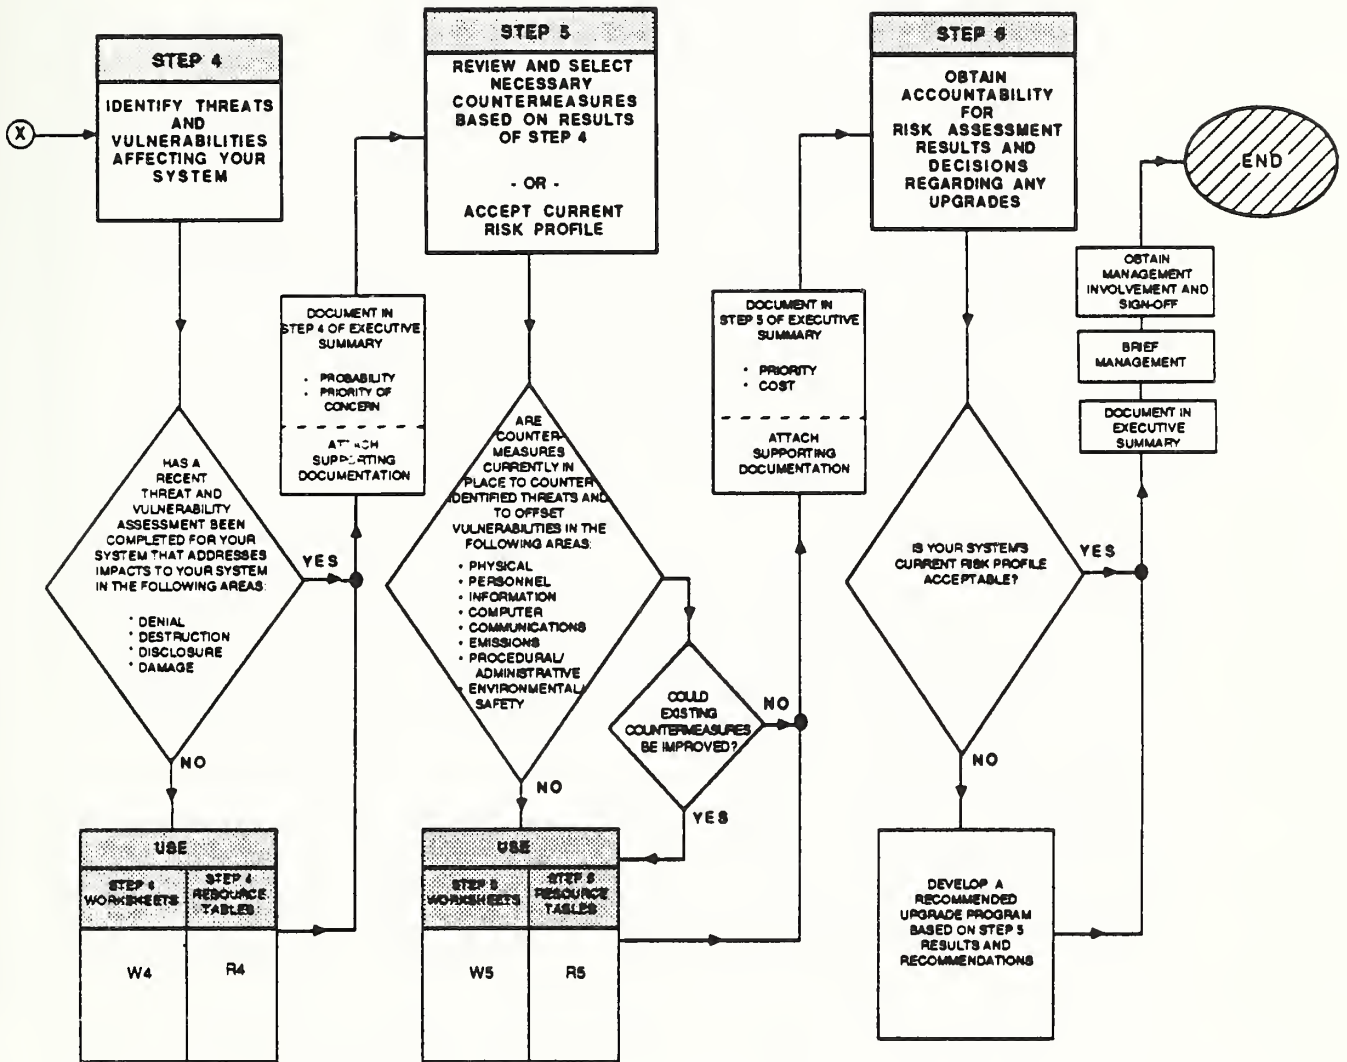 X
STEP 4
IDENTIFY THREATS
AND
VULNERABILITIES
AFFECTING YOUR
SYSTEM
HAS A
RECENT
THREAT AND
VULNERABILITY
ASSESSMENT BEEN
COMPLETED FOR YOUR
SYSTEM THAT ADDRESSES
IMPACTS TO YOUR SYSTEM
IN THE FOLLOWING AREAS:
* DENIAL
* DESTRUCTION
* DISCLOSURE
* DAMAGE
YES
NO
USE
STEP 4
WORKSHEETS
STEP 4
RESOURCE
TABLES
W4
R4
DOCUMENT IN
STEP 4 OF EXECUTIVE
SUMMARY
• PROBABILITY
• PRIORITY OF
CONCERN
ATTACH
SUPPORTING
DOCUMENTATION
STEP 5
REVIEW AND SELECT
NECESSARY
COUNTERMEASURES
BASED ON RESULTS
OF STEP 4
- OR -
ACCEPT CURRENT
RISK PROFILE
ARE
COUNTER-
MEASURES
CURRENTLY IN
PLACE TO COUNTER
IDENTIFIED THREATS AND
TO OFFSET
VULNERABILITIES IN THE
FOLLOWING AREAS:
• PHYSICAL
• PERSONNEL
• INFORMATION
• COMPUTER
• COMMUNICATIONS
• EMISSIONS
• PROCEDURAL/
ADMINISTRATIVE
• ENVIRONMENTAL/
SAFETY
NO
COULD
EXISTING
COUNTERMEASURES
BE IMPROVED?
NO
YES
USE
STEP 5
WORKSHEETS
STEP 5
RESOURCE
TABLES
W5
R5
DOCUMENT IN
STEP 5 OF EXECUTIVE
SUMMARY
• PRIORITY
• COST
ATTACH
SUPPORTING
DOCUMENTATION
STEP 6
OBTAIN
ACCOUNTABILITY
FOR
RISK ASSESSMENT
RESULTS AND
DECISIONS
REGARDING ANY
UPGRADES
IS YOUR SYSTEM'S
CURRENT RISK PROFILE
ACCEPTABLE?
YES
NO
DEVELOP A
RECOMMENDED
UPGRADE PROGRAM
BASED ON STEP 5
RESULTS AND
RECOMMENDATIONS
DOCUMENT IN
EXECUTIVE
SUMMARY
BRIEF
MANAGEMENT
OBTAIN
MANAGEMENT
INVOLVEMENT AND
SIGN-OFF
END